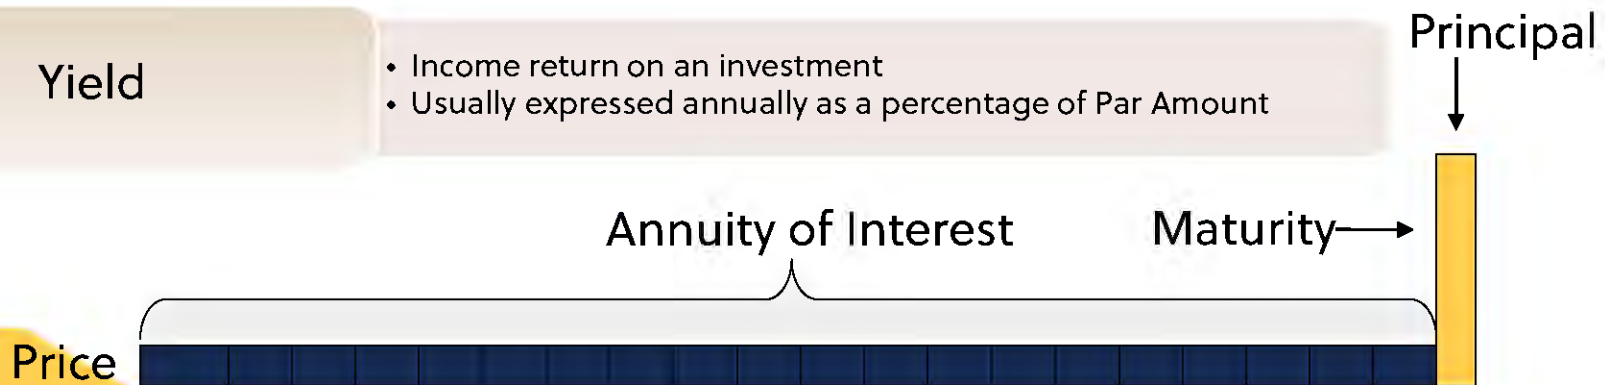 Principal
Yield
• Income return on an investment
• Usually expressed annually as a percentage of Par Amount
Annuity of Interest
Maturity
Price